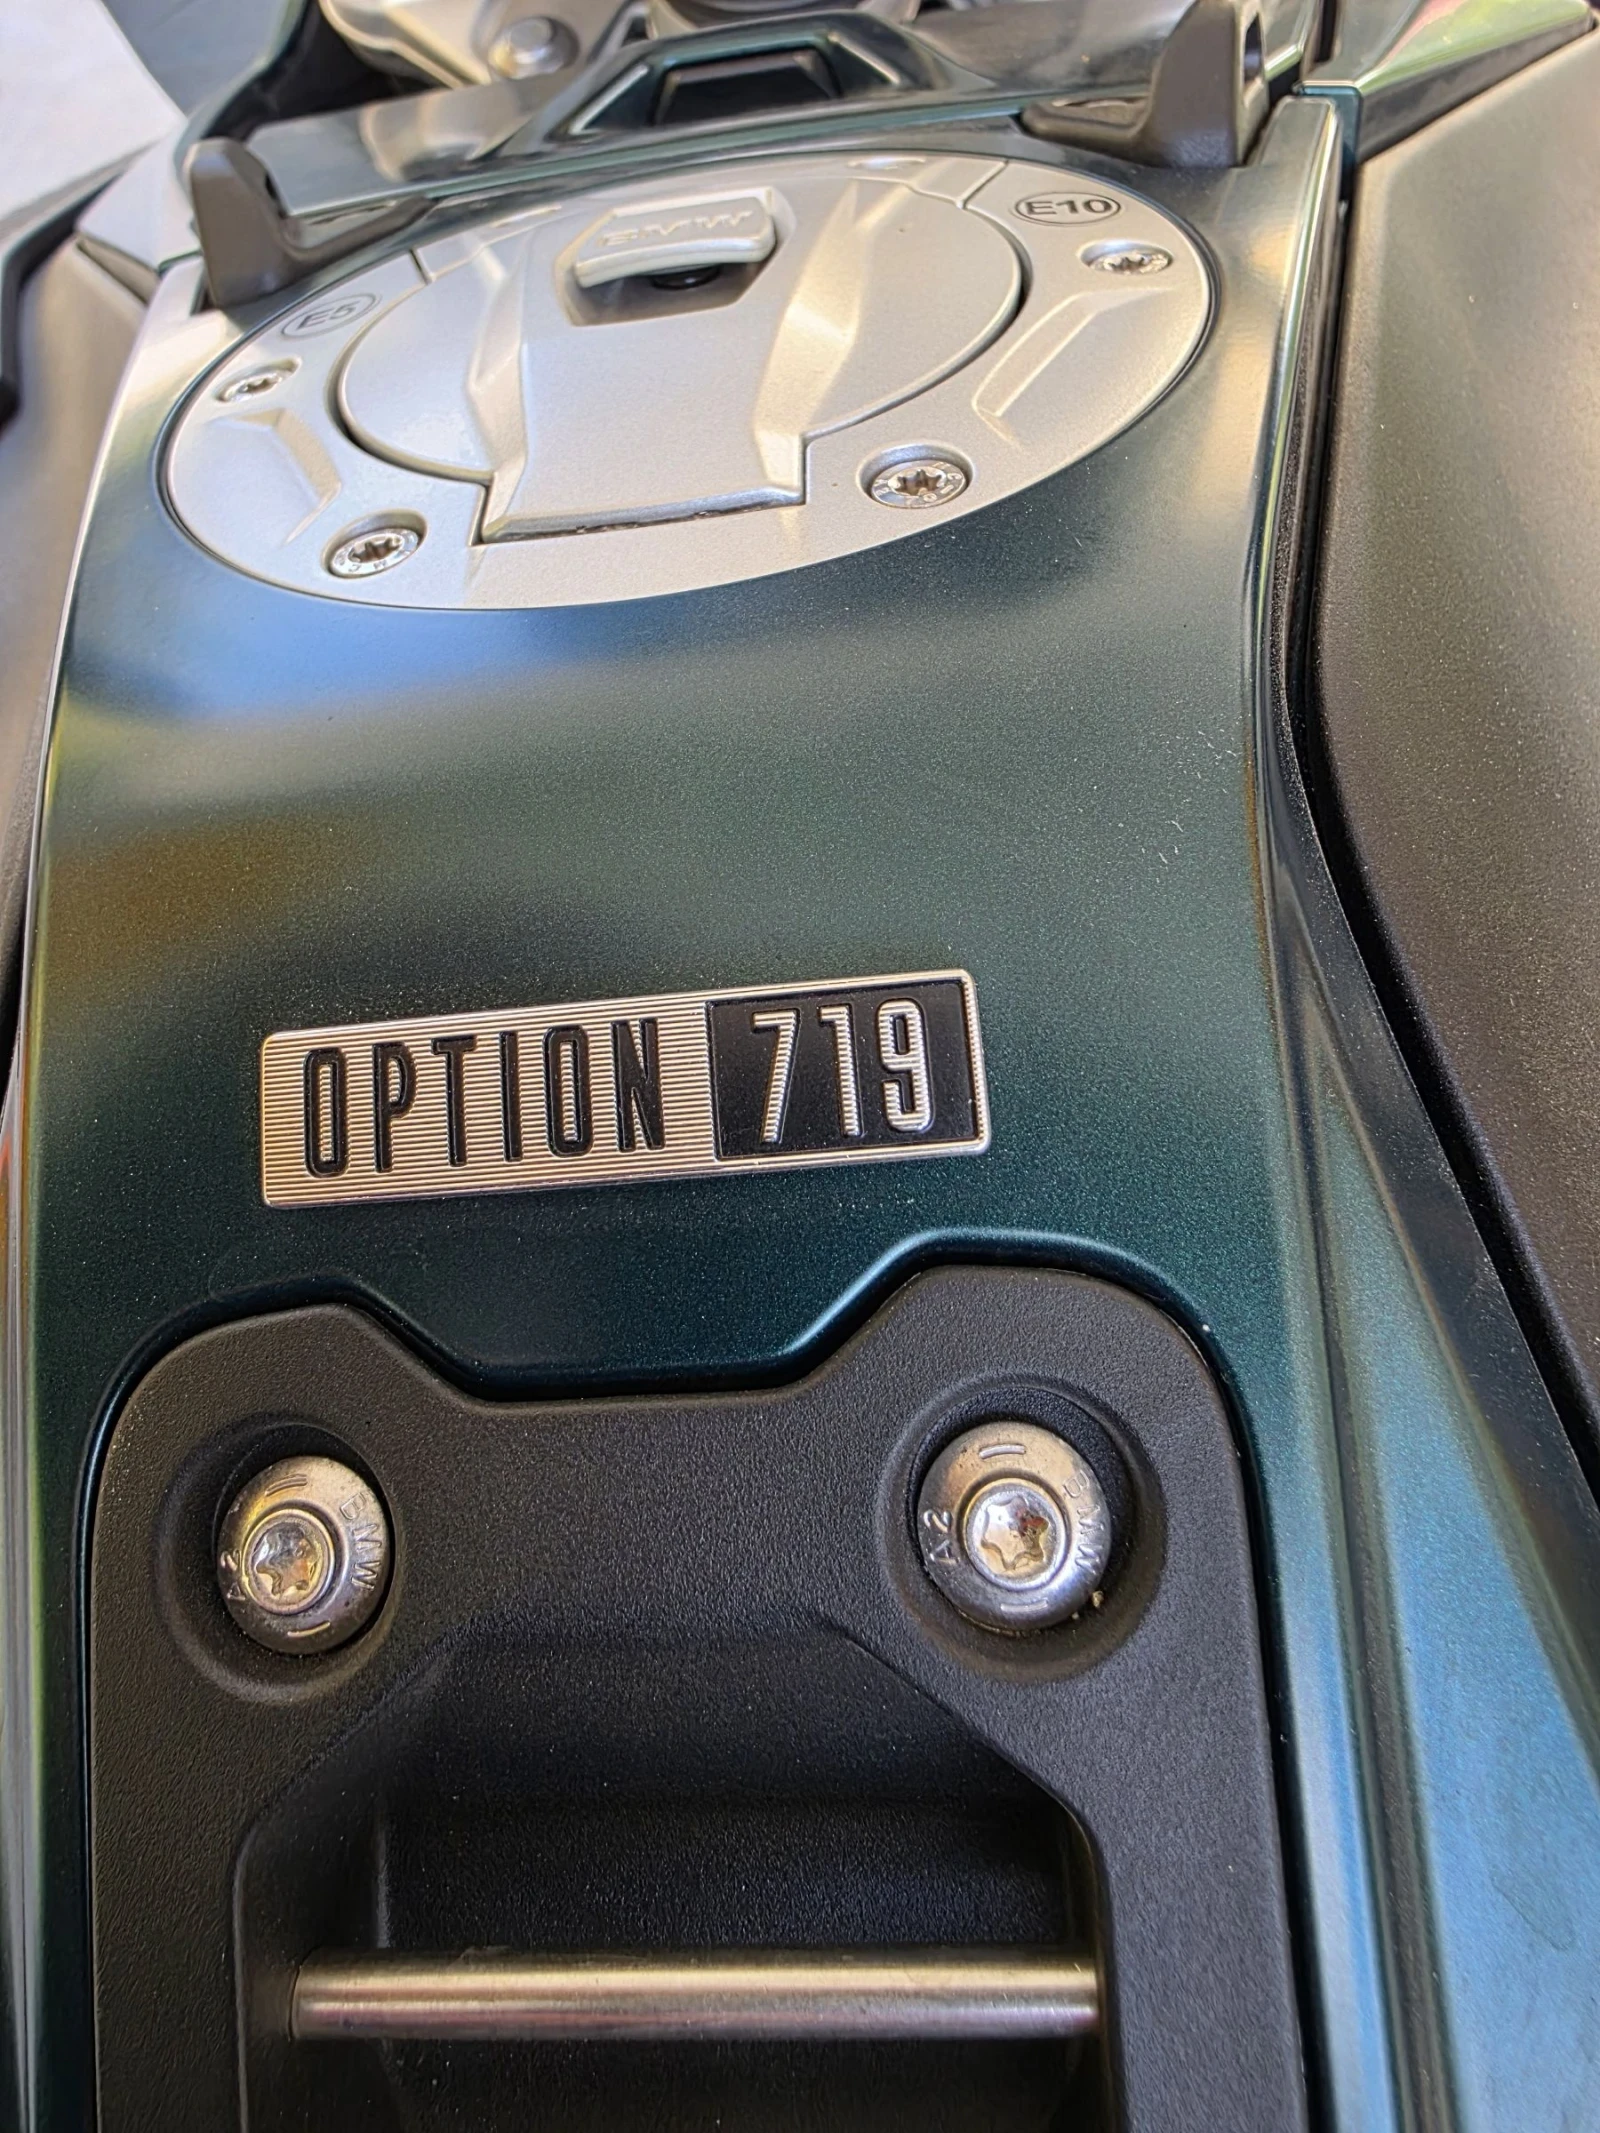 BMW
E10
E5
OPTION 719
BMW
A2
BMW
A2